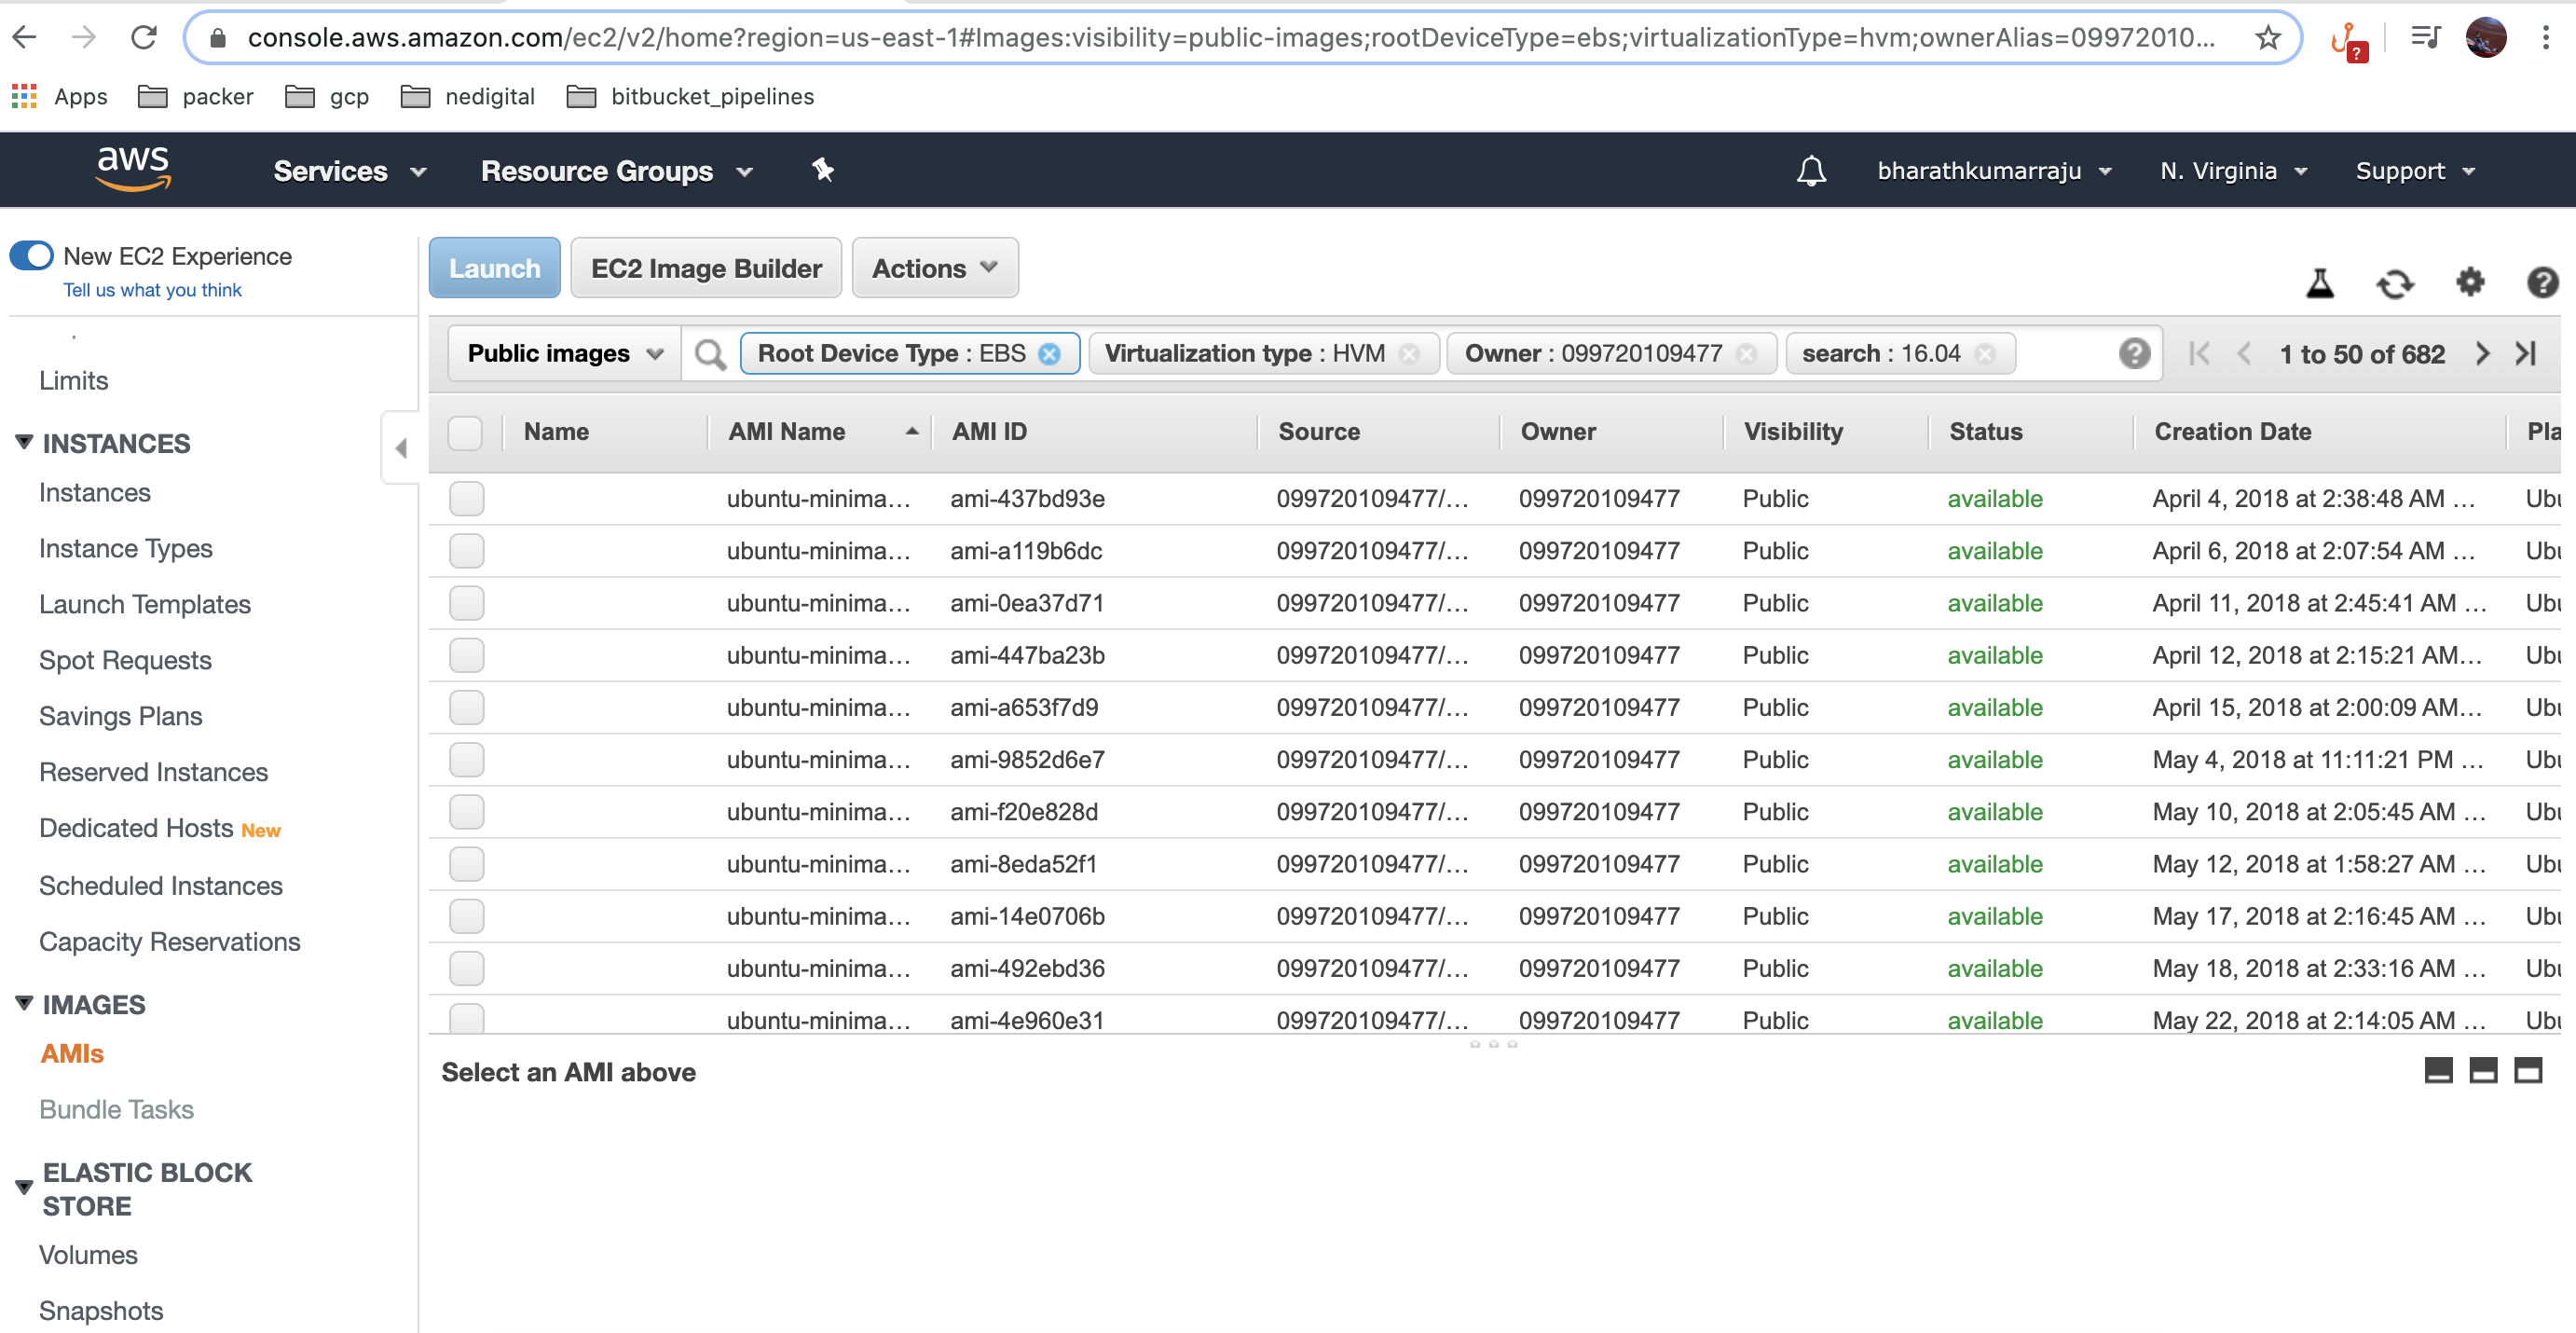 console.aws.amazon.com/ec2/v2/home?region=us-east-1#Images:visibility=public-images;rootDeviceType=ebs;virtualizationType=hvm;ownerAlias=09972010...
?
Apps packer gcp nedigital bitbucket_pipelines
aws Services Resource Groups bharathkumarraju N. Virginia Support
New EC2 Experience
Tell us what you think
Limits
INSTANCES
Instances
Instance Types
Launch Templates
Spot Requests
Savings Plans
Reserved Instances
Dedicated Hosts New
Scheduled Instances
Capacity Reservations
IMAGES
AMIs
Bundle Tasks
ELASTIC BLOCK
STORE
Volumes
Snapshots
Launch EC2 Image Builder Actions
Public images Root Device Type : EBS Virtualization type : HVM Owner : 099720109477 search : 16.04 1 to 50 of 682
Name AMI Name AMI ID Source Owner Visibility Status Creation Date Pla
ubuntu-minima... ami-437bd93e 099720109477/... 099720109477 Public available April 4, 2018 at 2:38:48 AM ... Ubu
ubuntu-minima... ami-a119b6dc 099720109477/... 099720109477 Public available April 6, 2018 at 2:07:54 AM ... Ubu
ubuntu-minima... ami-0ea37d71 099720109477/... 099720109477 Public available April 11, 2018 at 2:45:41 AM ... Ubu
ubuntu-minima... ami-447ba23b 099720109477/... 099720109477 Public available April 12, 2018 at 2:15:21 AM... Ubu
ubuntu-minima... ami-a653f7d9 099720109477/... 099720109477 Public available April 15, 2018 at 2:00:09 AM... Ubu
ubuntu-minima... ami-9852d6e7 099720109477/... 099720109477 Public available May 4, 2018 at 11:11:21 PM ... Ubu
ubuntu-minima... ami-f20e828d 099720109477/... 099720109477 Public available May 10, 2018 at 2:05:45 AM ... Ubu
ubuntu-minima... ami-8eda52f1 099720109477/... 099720109477 Public available May 12, 2018 at 1:58:27 AM ... Ubu
ubuntu-minima... ami-14e0706b 099720109477/... 099720109477 Public available May 17, 2018 at 2:16:45 AM ... Ubu
ubuntu-minima... ami-492ebd36 099720109477/... 099720109477 Public available May 18, 2018 at 2:33:16 AM ... Ubu
ubuntu-minima... ami-4e960e31 099720109477/... 099720109477 Public available May 22, 2018 at 2:14:05 AM ... Ubu
Select an AMI above